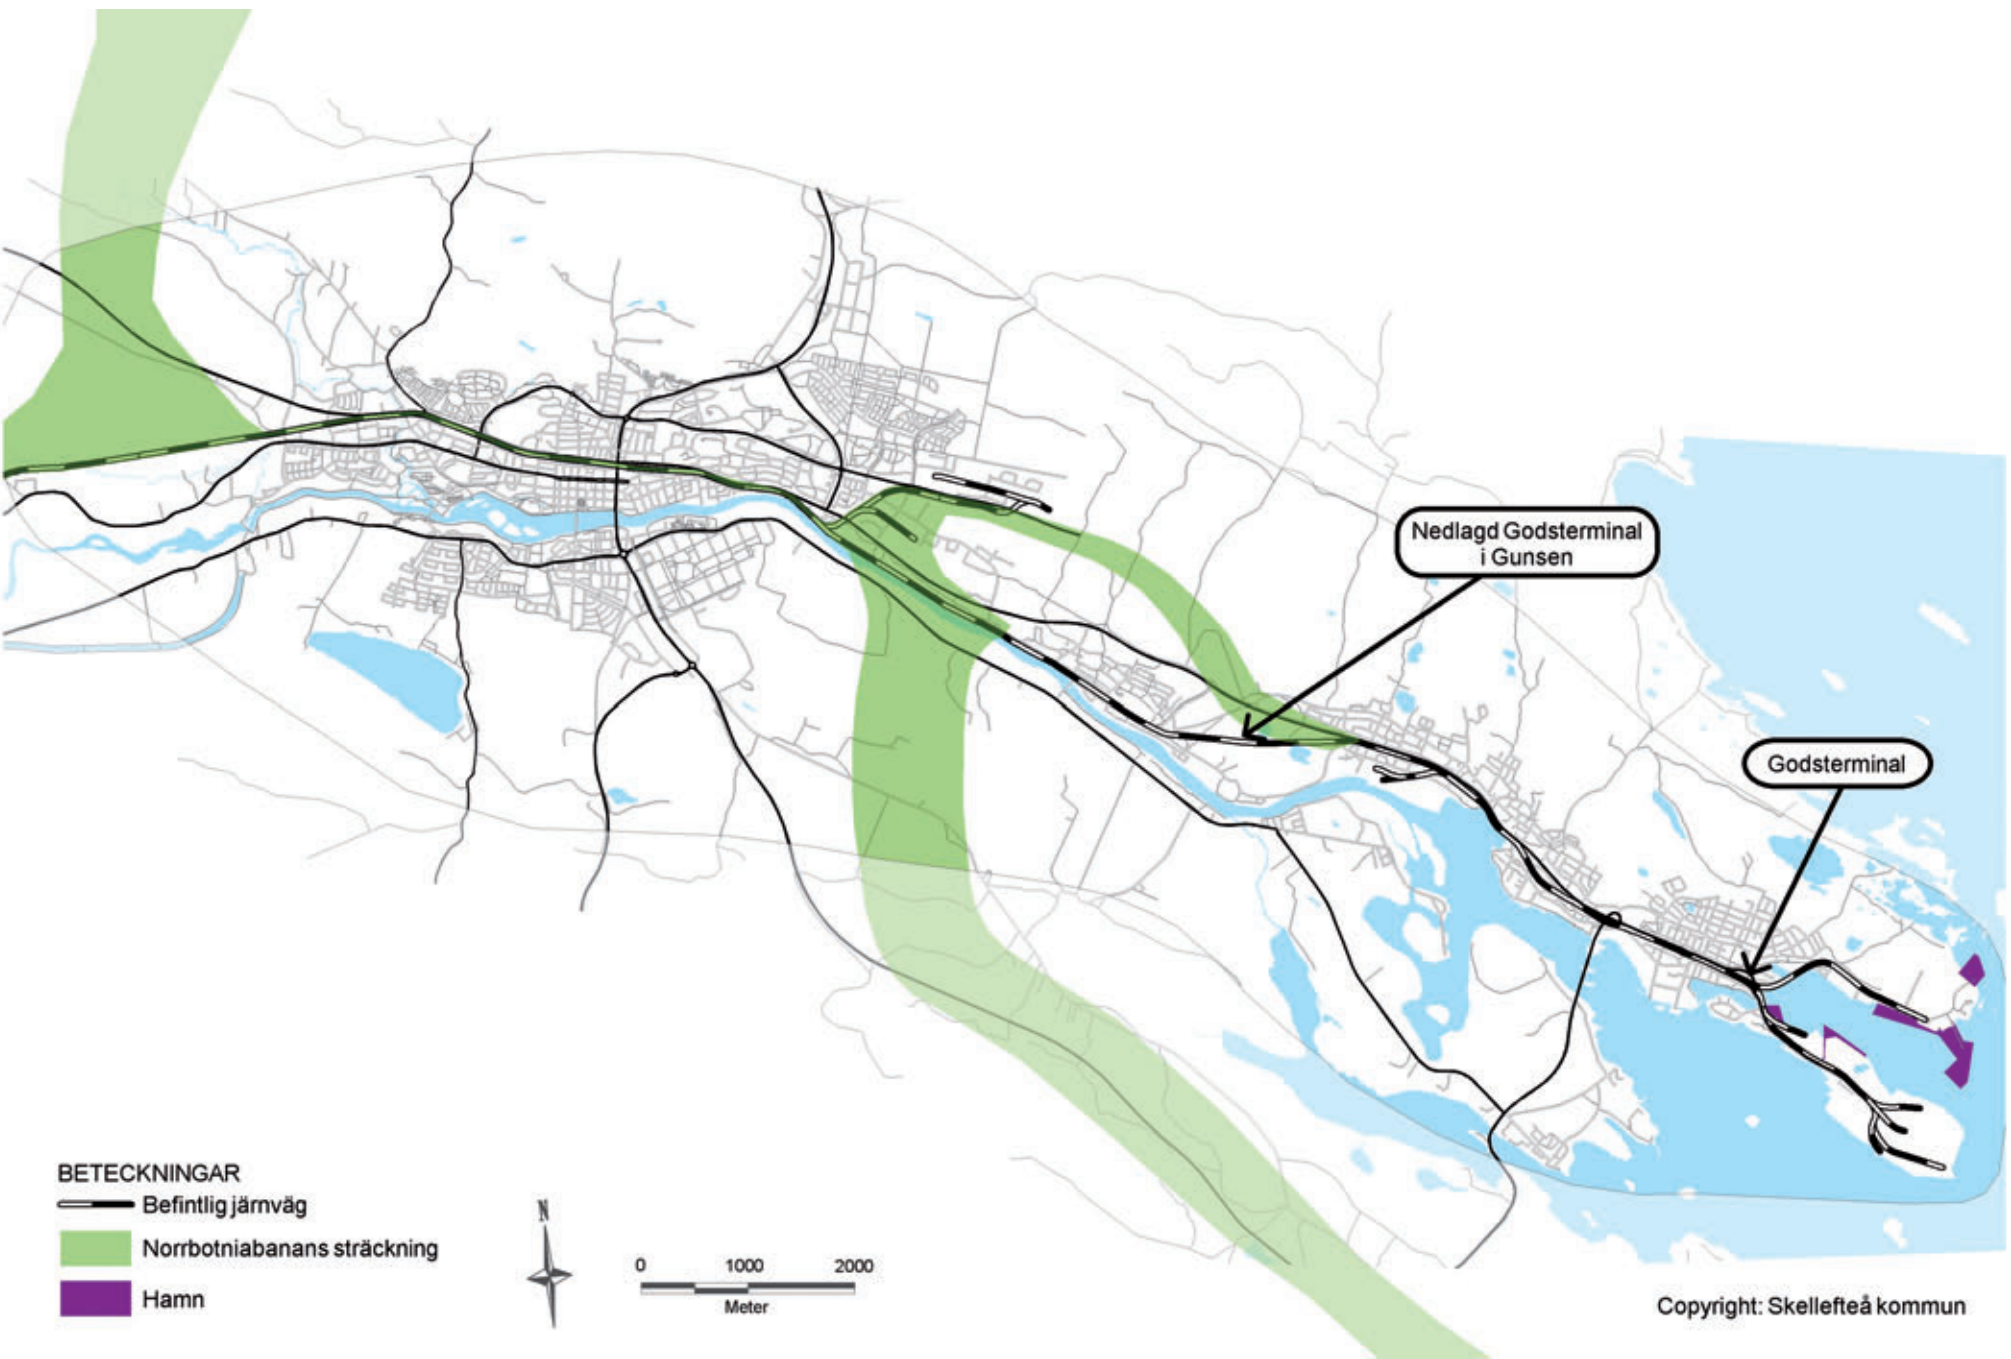 Nedlagd Godsterminal
i Gunsen
Godsterminal
BETECKNINGAR
Befintlig järnväg
Norrbotniabanans sträckning
Hamn
N
0 1000 2000
Meter
Copyright: Skellefteå kommun